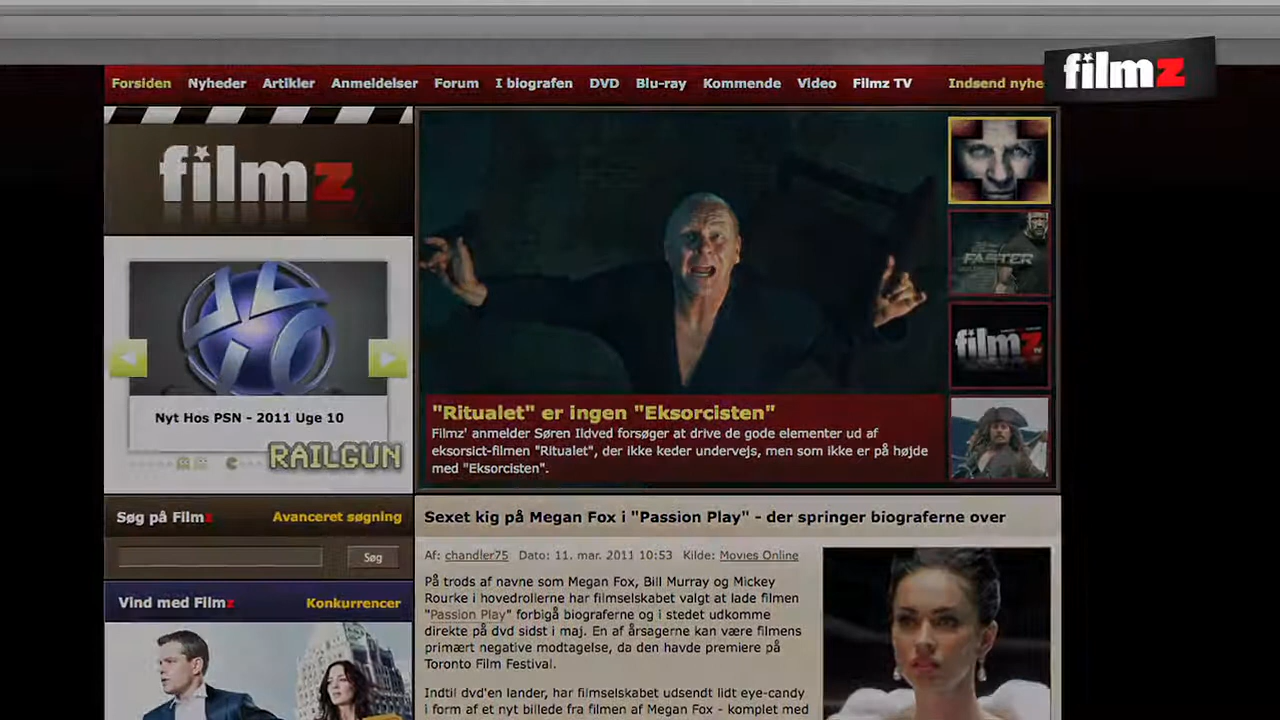 Forsiden Nyheder Artikler Anmeldelser Forum I biografen DVD Blu-ray Kommende Video Filmz TV Indsend nyhe
filmz
filmz
FASTER
filmz
Nyt Hos PSN - 2011 Uge 10
RAILGUN
"Ritualet" er ingen "Eksorcisten"
Filmz' anmelder Søren Ildved forsøger at drive de gode elementer ud af
eksorsict-filmen "Ritualet", der ikke keder undervejs, men som ikke er på højde
med "Eksorcisten".
Søg på Filmz Avanceret søgning
Søg
Vind med Filmz Konkurrencer
Sexet kig på Megan Fox i "Passion Play" - der springer biograferne over
Af: chandler75 Dato: 11. mar. 2011 10:53 Kilde: Movies Online
På trods af navne som Megan Fox, Bill Murray og Mickey
Rourke i hovedrollerne har filmselskabet valgt at lade filmen
"Passion Play" forbigå biograferne og i stedet udkomme
direkte på dvd sidst i maj. En af årsagerne kan være filmens
primært negative modtagelse, da den havde premiere på
Toronto Film Festival.
Indtil dvd'en lander, har filmselskabet udsendt lidt eye-candy
i form af et nyt billede fra filmen af Megan Fox - komplet med